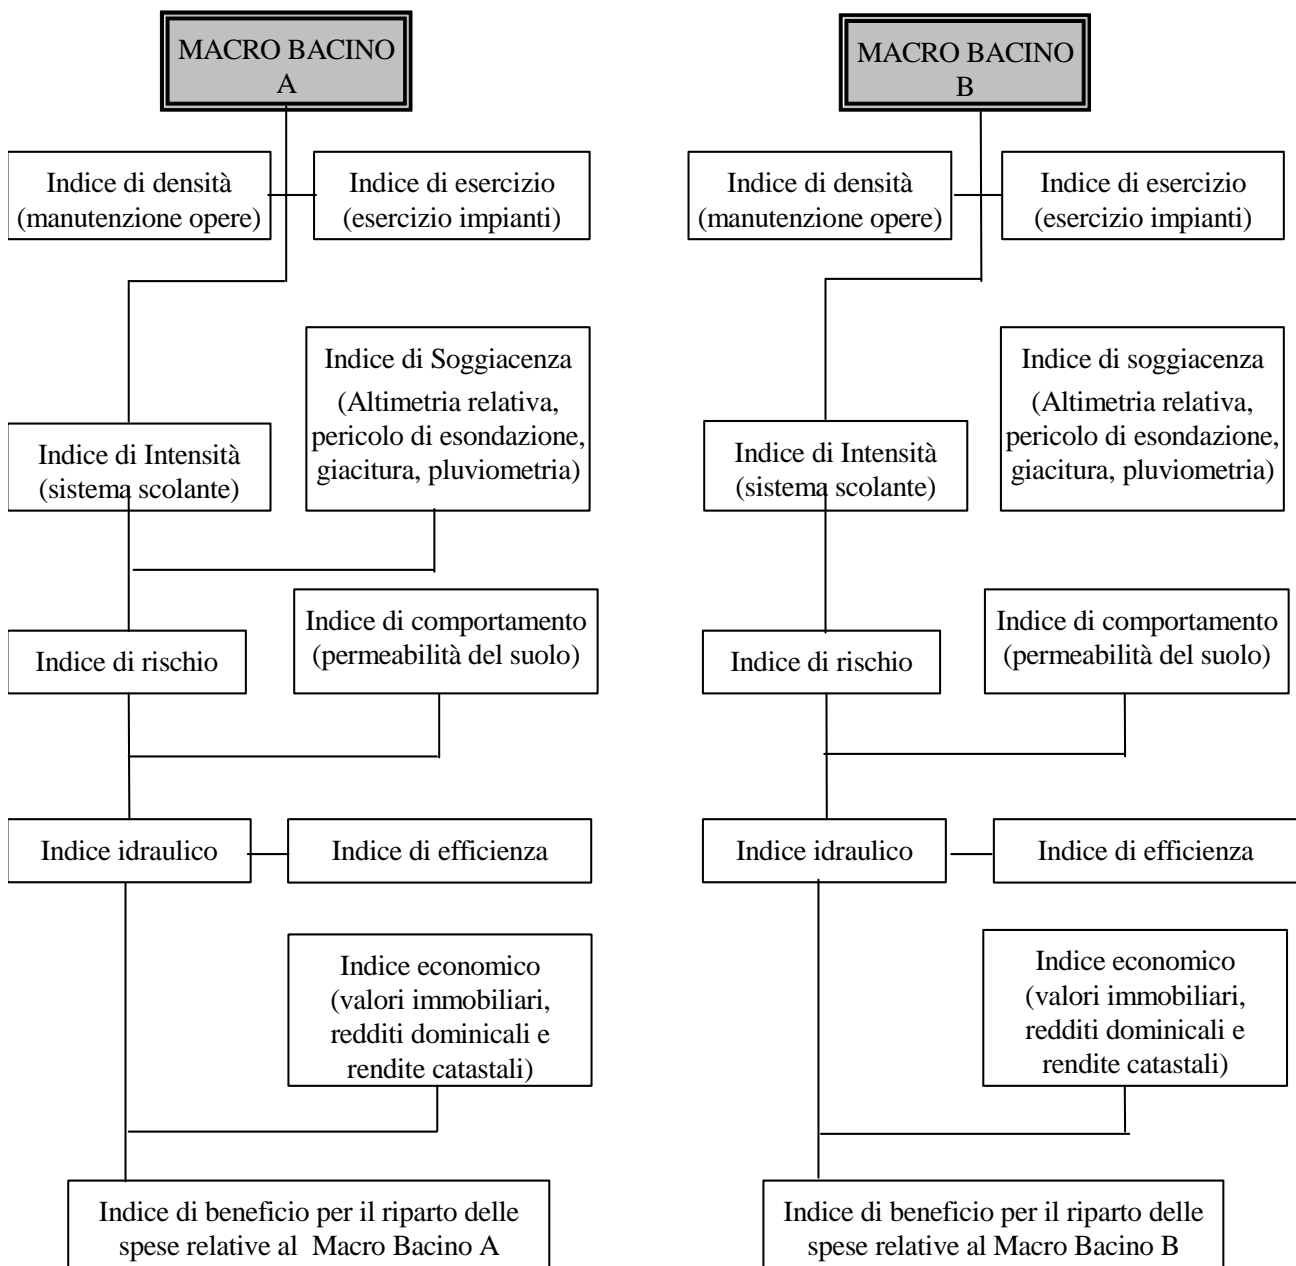 MACRO BACINO
A
Indice di densità
(manutenzione opere)
Indice di esercizio
(esercizio impianti)
Indice di Soggiacenza
(Altimetria relativa,
pericolo di esondazione,
giacitura, pluviometria)
Indice di Intensità
(sistema scolante)
Indice di comportamento
(permeabilità del suolo)
Indice di rischio
Indice idraulico
Indice di efficienza
Indice economico
(valori immobiliari,
redditi dominicali e
rendite catastali)
Indice di beneficio per il riparto delle
spese relative al Macro Bacino A
MACRO BACINO
B
Indice di densità
(manutenzione opere)
Indice di esercizio
(esercizio impianti)
Indice di soggiacenza
(Altimetria relativa,
pericolo di esondazione,
giacitura, pluviometria)
Indice di Intensità
(sistema scolante)
Indice di comportamento
(permeabilità del suolo)
Indice di rischio
Indice idraulico
Indice di efficienza
Indice economico
(valori immobiliari,
redditi dominicali e
rendite catastali)
Indice di beneficio per il riparto delle
spese relative al Macro Bacino B